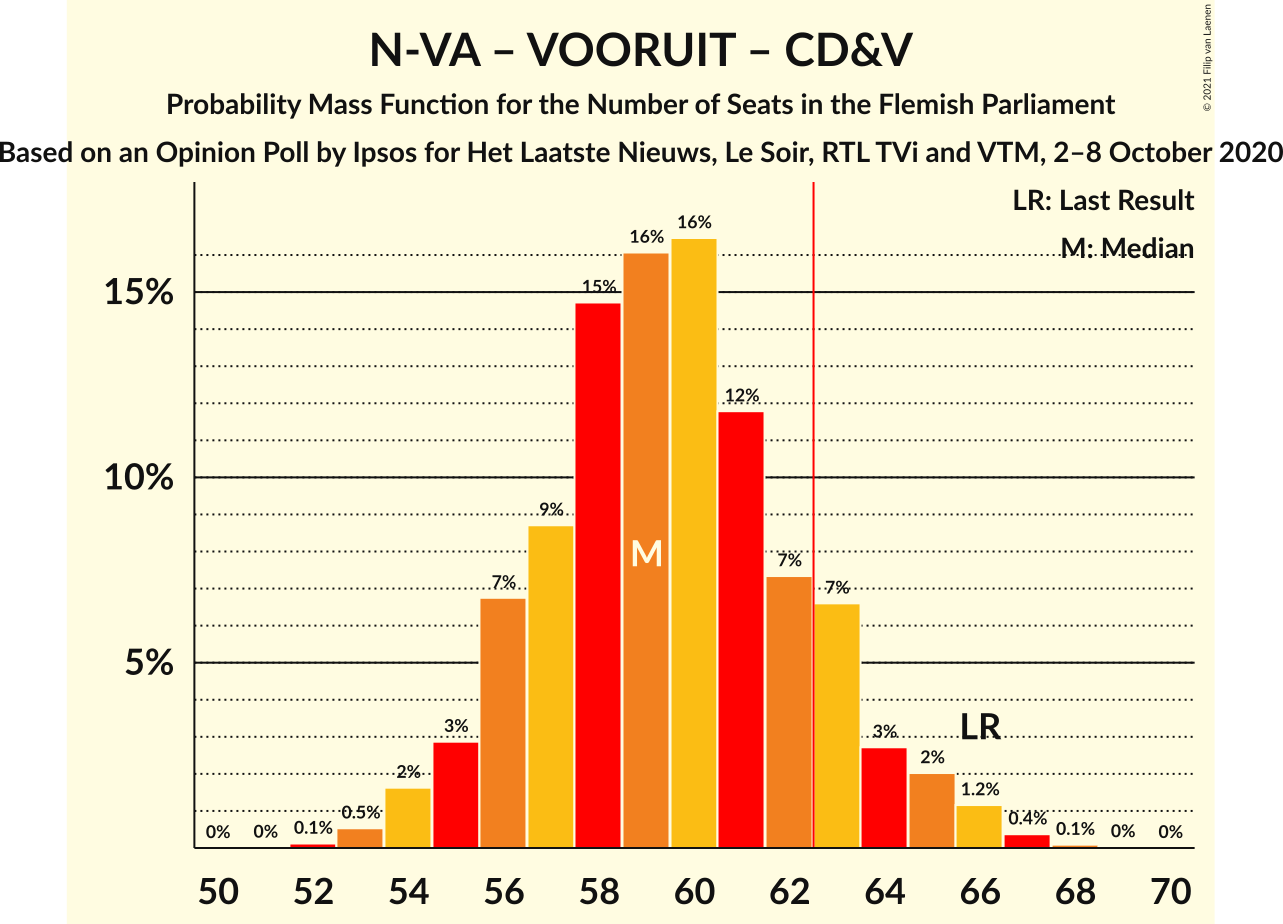 N-VA – VOORUIT – CD&V
Probability Mass Function for the Number of Seats in the Flemish Parliament
Based on an Opinion Poll by Ipsos for Het Laatste Nieuws, Le Soir, RTL TVi and VTM, 2–8 October 2020
© 2021 Filip van Laenen
LR: Last Result
M: Median
15%
10%
5%
0%
0%
0.1%
0.5%
2%
3%
7%
9%
15%
16%
16%
12%
7%
7%
3%
2%
1.2%
0.4%
0.1%
0%
0%
M
LR
50 52 54 56 58 60 62 64 66 68 70